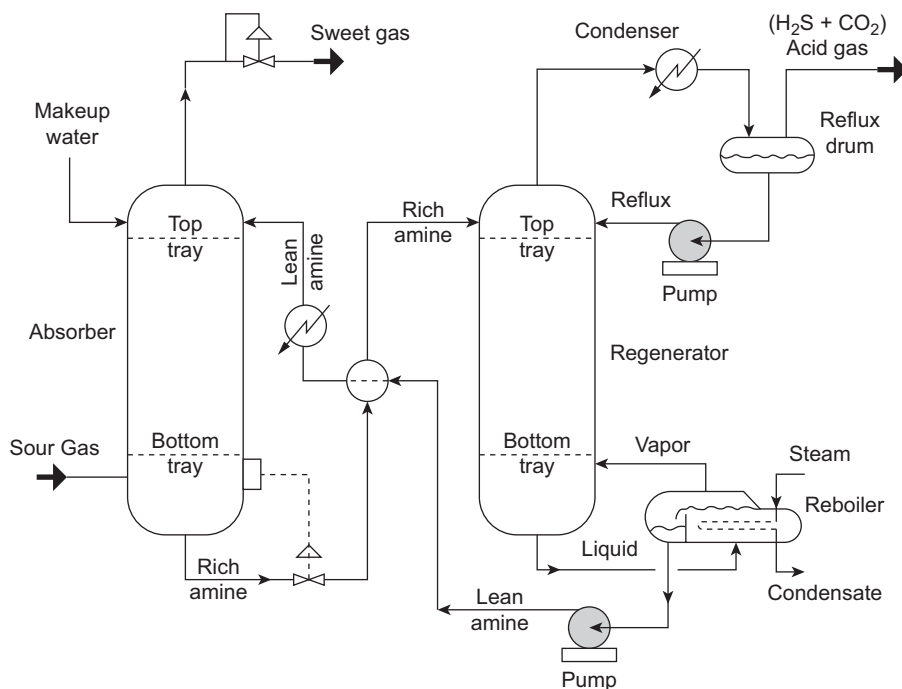 Sweet gas
Makeup
water
Top
tray
Absorber
Bottom
tray
Sour Gas
Rich
amine
Lean
amine
Rich
amine
Condenser
(H₂S + CO₂)
Acid gas
Reflux
drum
Reflux
Pump
Top
tray
Regenerator
Bottom
tray
Vapor
Steam
Reboiler
Liquid
Condensate
Lean
amine
Pump